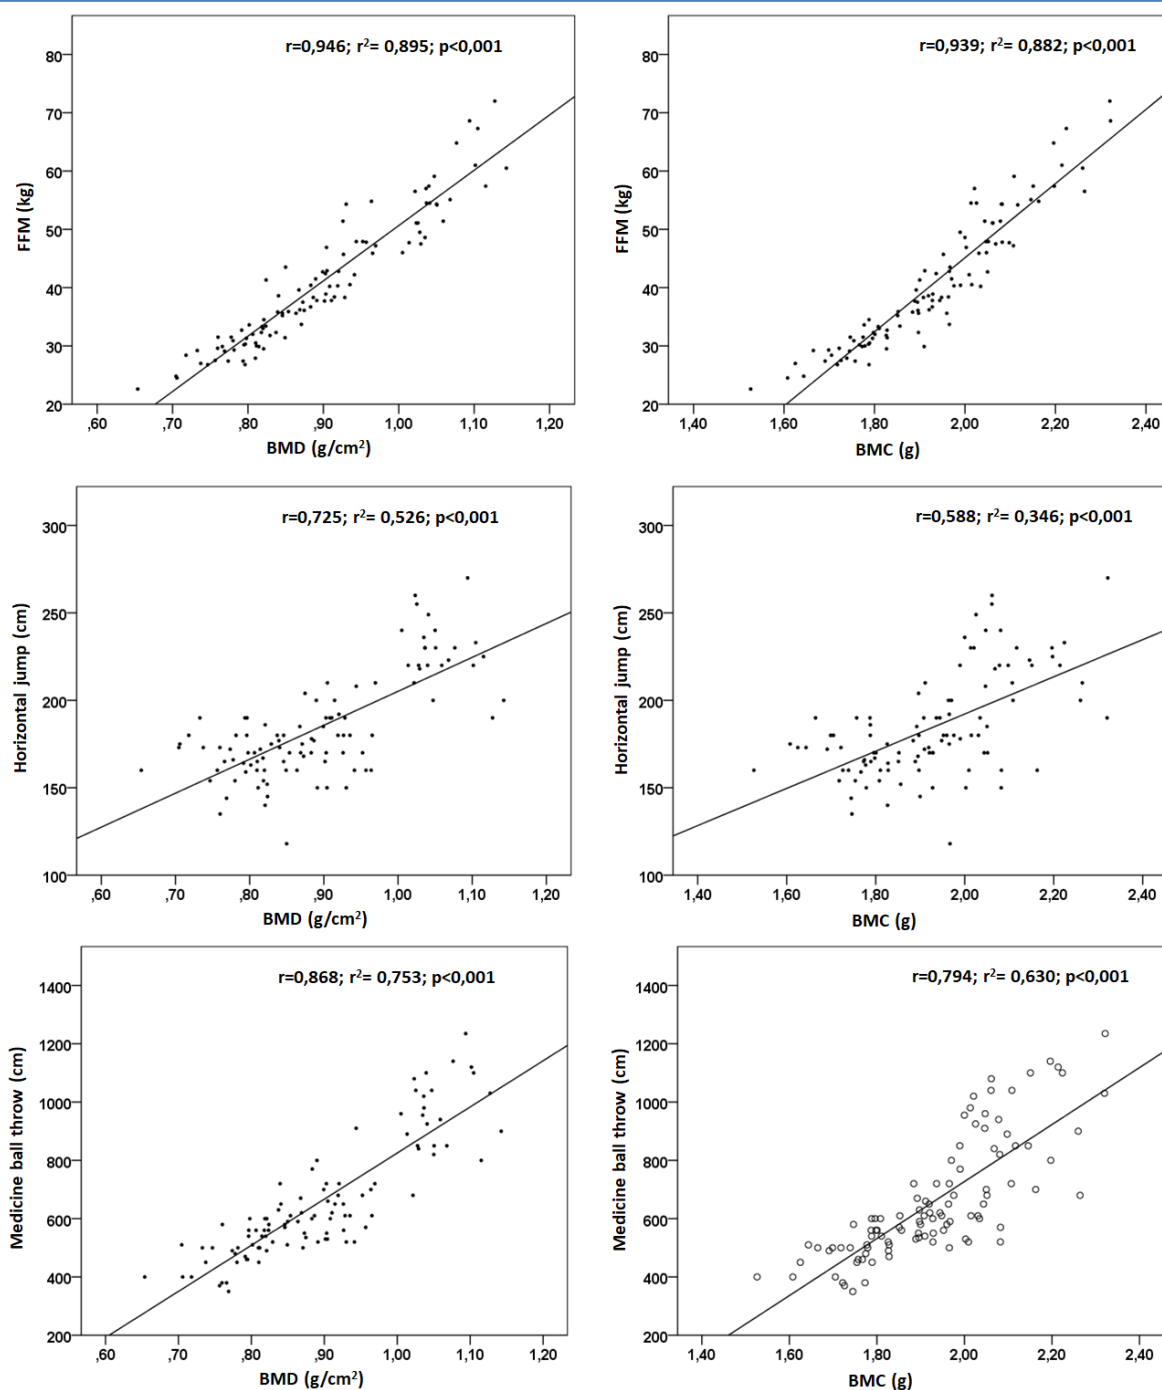 r=0,946; r²= 0,895; p<0,001
80
70
60
50
40
30
20
FFM (kg)
,60 ,70 ,80 ,90 1,00 1,10 1,20
BMD (g/cm²)
r=0,939; r²= 0,882; p<0,001
80
70
60
50
40
30
20
FFM (kg)
1,40 1,60 1,80 2,00 2,20 2,40
BMC (g)
r=0,725; r²= 0,526; p<0,001
300
250
200
150
100
Horizontal jump (cm)
,60 ,70 ,80 ,90 1,00 1,10 1,20
BMD (g/cm²)
r=0,588; r²= 0,346; p<0,001
300
250
200
150
100
Horizontal jump (cm)
1,40 1,60 1,80 2,00 2,20 2,40
BMC (g)
r=0,868; r²= 0,753; p<0,001
1400
1200
1000
800
600
400
200
Medicine ball throw (cm)
,60 ,70 ,80 ,90 1,00 1,10 1,20
BMD (g/cm²)
r=0,794; r²= 0,630; p<0,001
1400
1200
1000
800
600
400
200
Medicine ball throw (cm)
1,40 1,60 1,80 2,00 2,20 2,40
BMC (g)